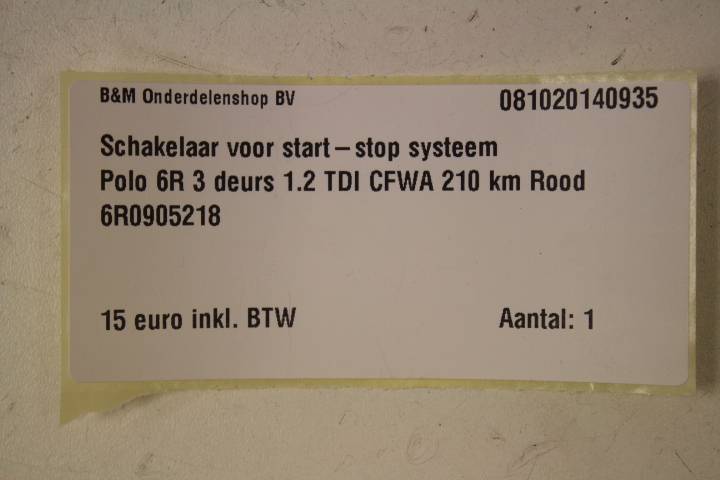 B&M Onderdelenshop BV 081020140935
Schakelaar voor start-stop systeem
Polo 6R 3 deurs 1.2 TDI CFWA 210 km Rood
6R0905218
15 euro inkl. BTW Aantal: 1